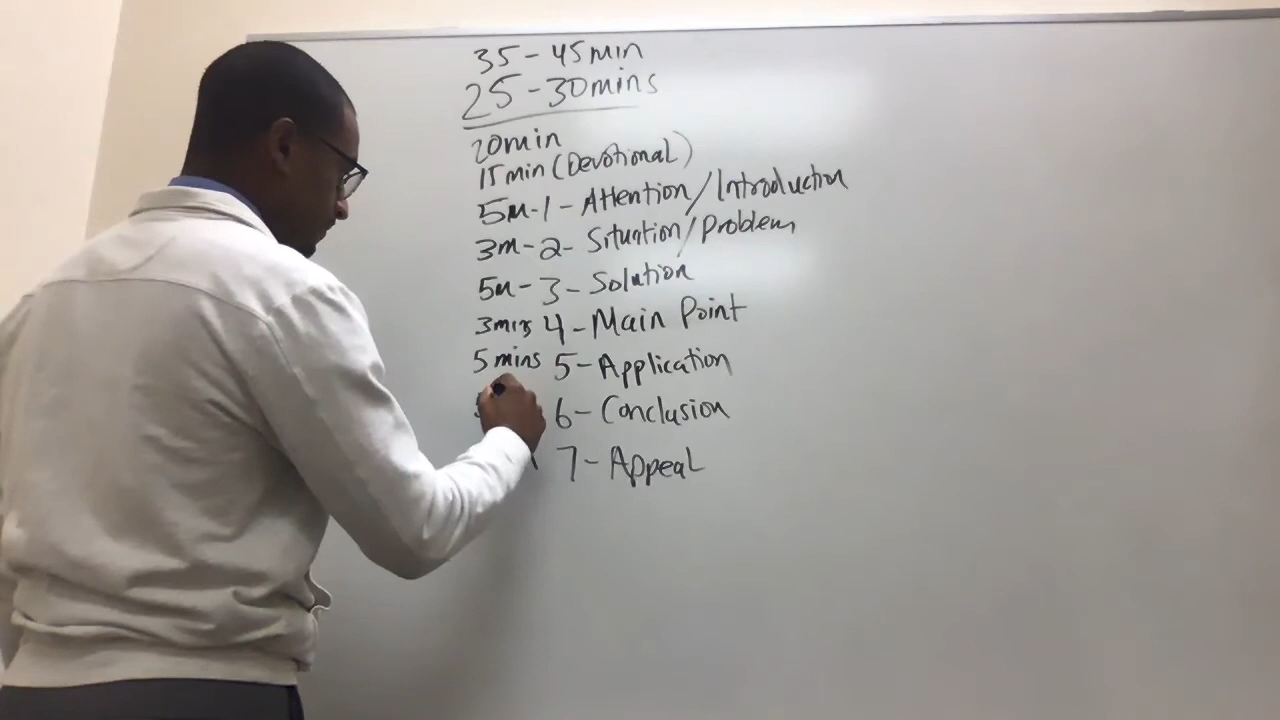 35 - 45 min
25 - 30 mins
20 min
15 min (Devotional)
5m - 1 - Attention / Introduction
3m - 2 - Situation / Problem
5m - 3 - Solution
3 mins 4 - Main Point
5 mins 5 - Application
6 - Conclusion
7 - Appeal